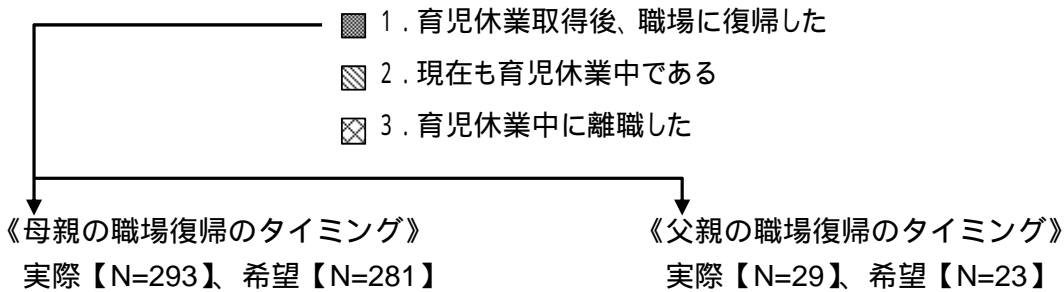 1．育児休業取得後、職場に復帰した
2．現在も育児休業中である
3．育児休業中に離職した
《母親の職場復帰のタイミング》
実際【N=293】、希望【N=281】
《父親の職場復帰のタイミング》
実際【N=29】、希望【N=23】